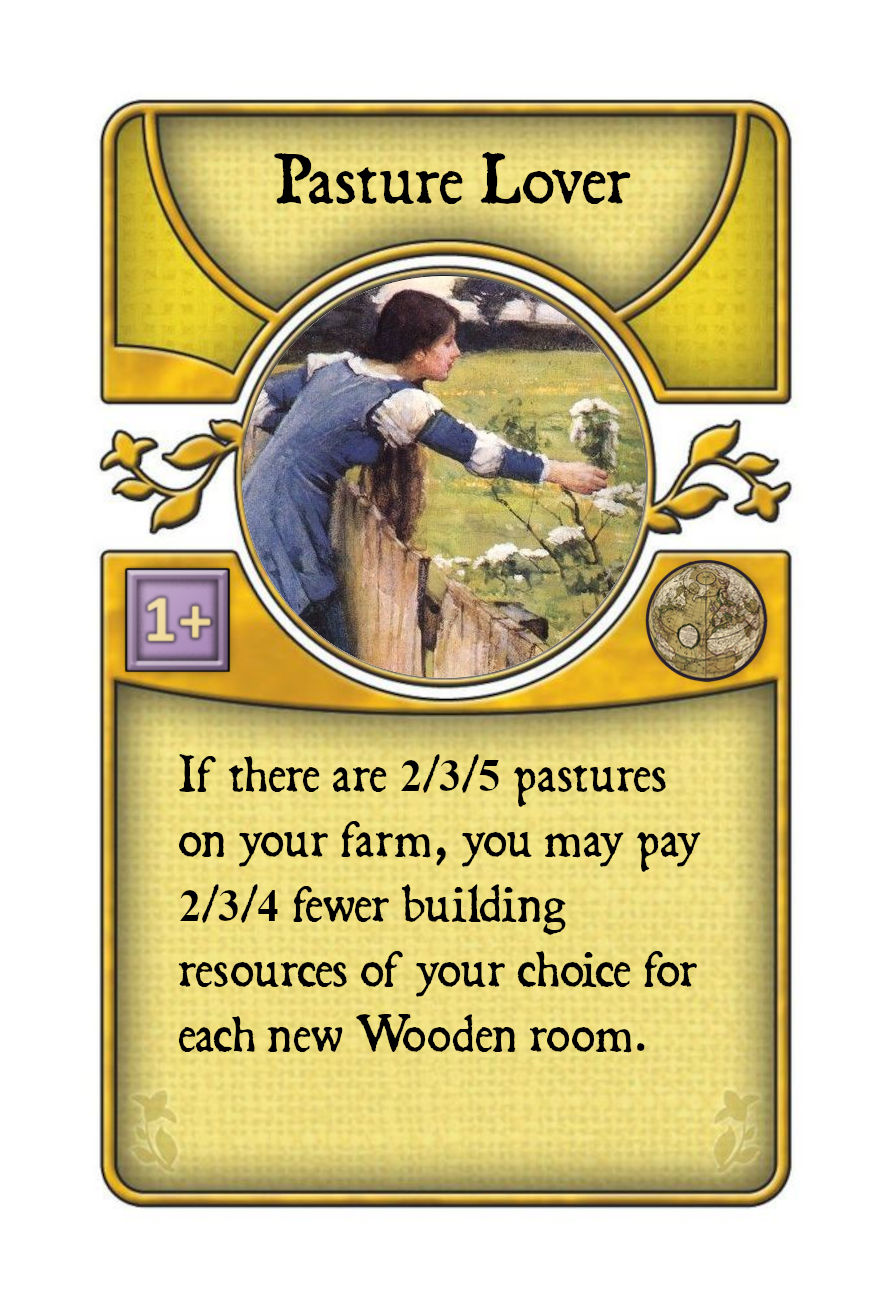 Pasture Lover
1+
If there are 2/3/5 pastures
on your farm, you may pay
2/3/4 fewer building
resources of your choice for
each new Wooden room.